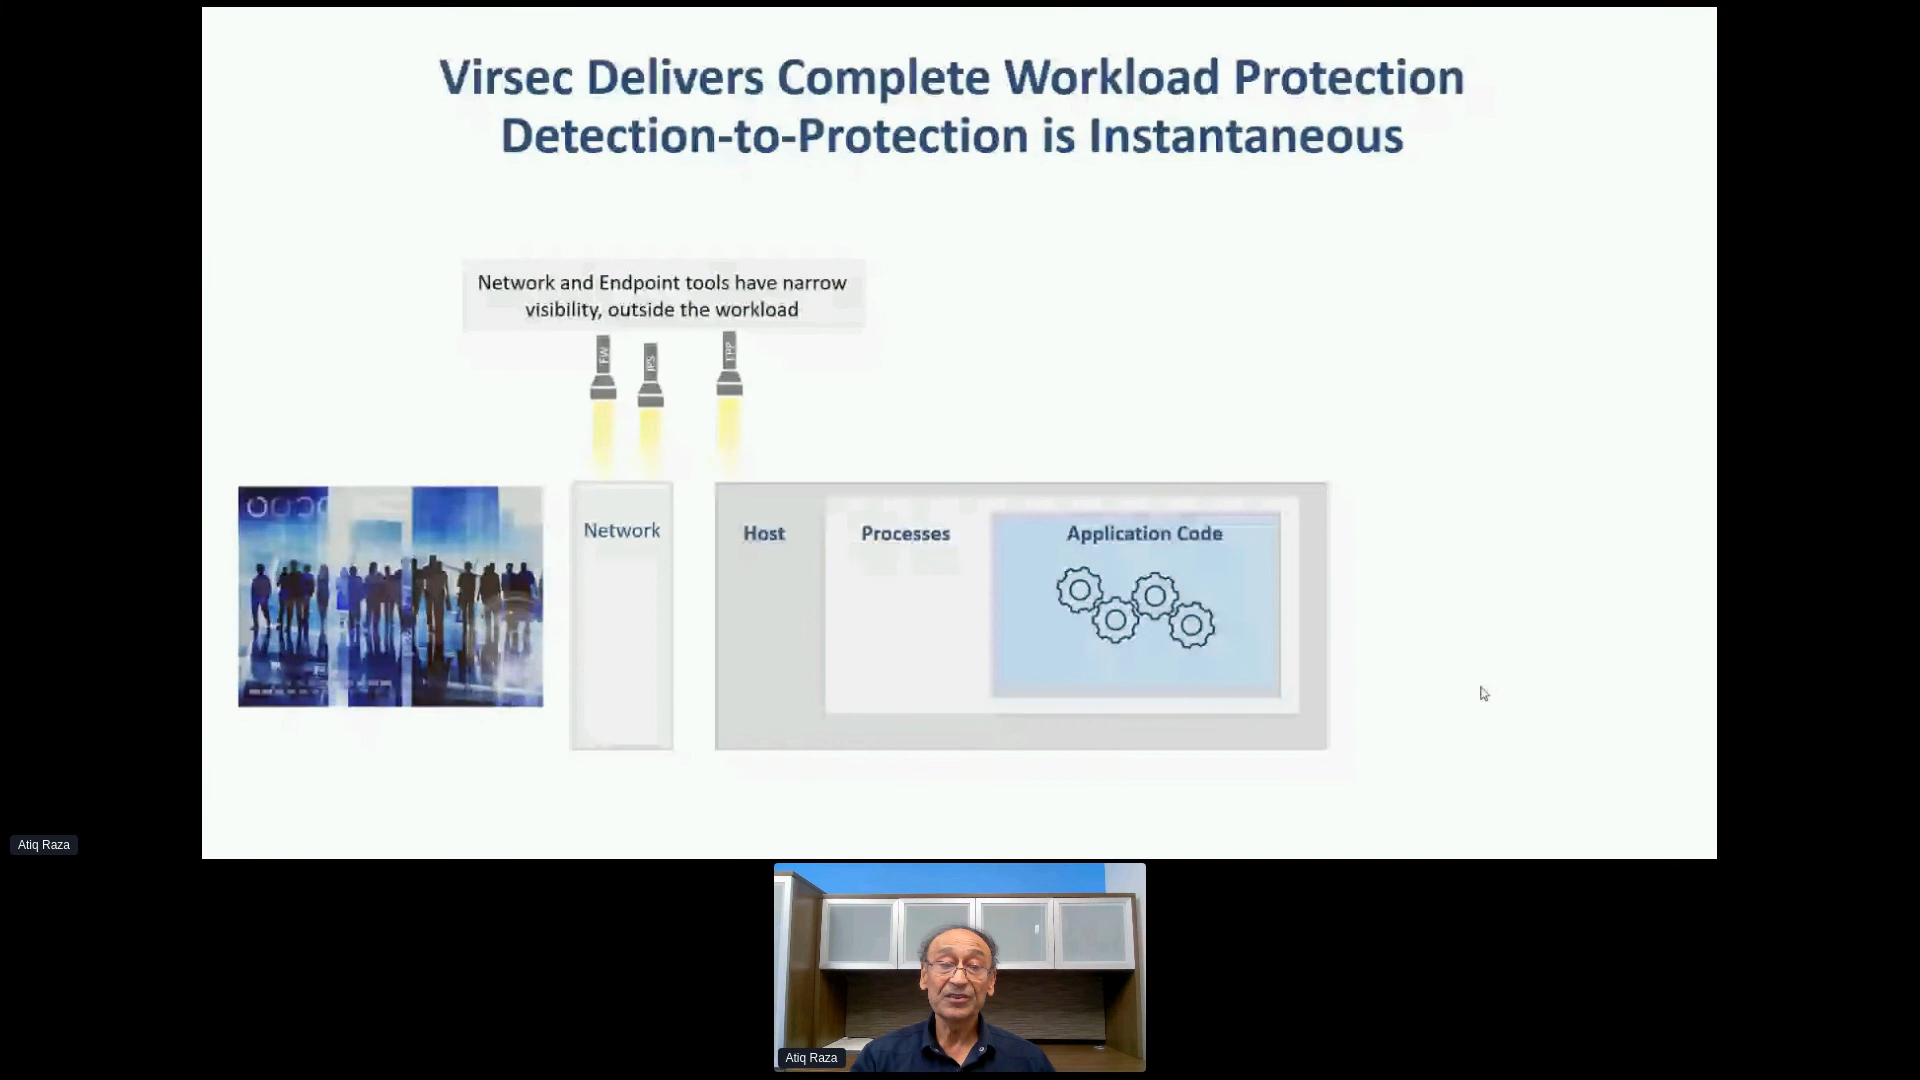 Virsec Delivers Complete Workload Protection
Detection-to-Protection is Instantaneous
Network and Endpoint tools have narrow
visibility, outside the workload
FW
IPS
EPP
Network
Host
Processes
Application Code
Atiq Raza
Atiq Raza